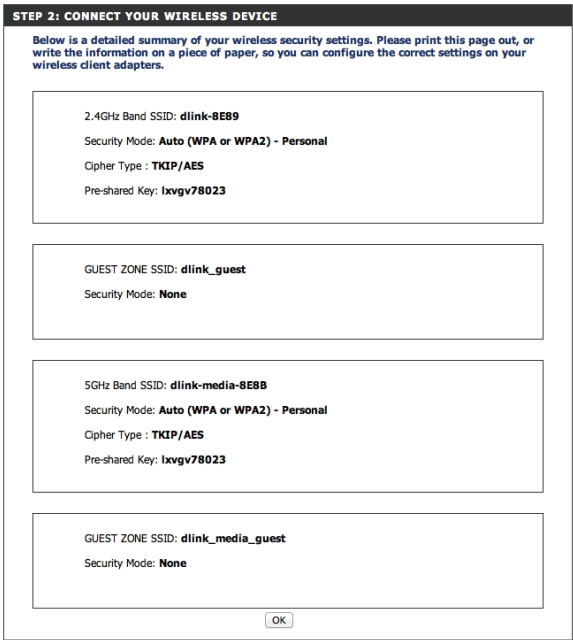 STEP 2: CONNECT YOUR WIRELESS DEVICE
Below is a detailed summary of your wireless security settings. Please print this page out, or
write the information on a piece of paper, so you can configure the correct settings on your
wireless client adapters.
2.4GHz Band SSID: dlink-8E89
Security Mode: Auto (WPA or WPA2) - Personal
Cipher Type : TKIP/AES
Pre-shared Key: lxvgv78023
GUEST ZONE SSID: dlink_guest
Security Mode: None
5GHz Band SSID: dlink-media-8E8B
Security Mode: Auto (WPA or WPA2) - Personal
Cipher Type : TKIP/AES
Pre-shared Key: lxvgv78023
GUEST ZONE SSID: dlink_media_guest
Security Mode: None
OK